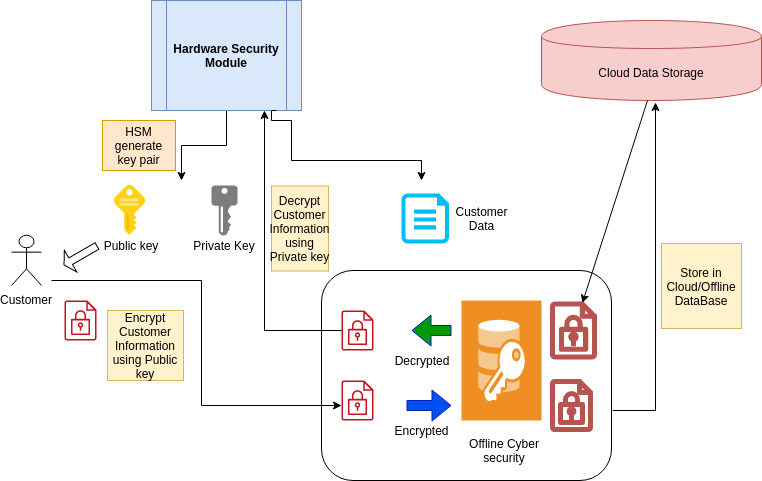 Hardware Security
Module
Cloud Data Storage
HSM
generate
key pair
Public key
Private Key
Decrypt
Customer
Information
using
Private key
Customer
Data
Customer
Encrypt
Customer
Information
using Public
key
Decrypted
Encrypted
Offline Cyber
security
Store in
Cloud/Offline
DataBase